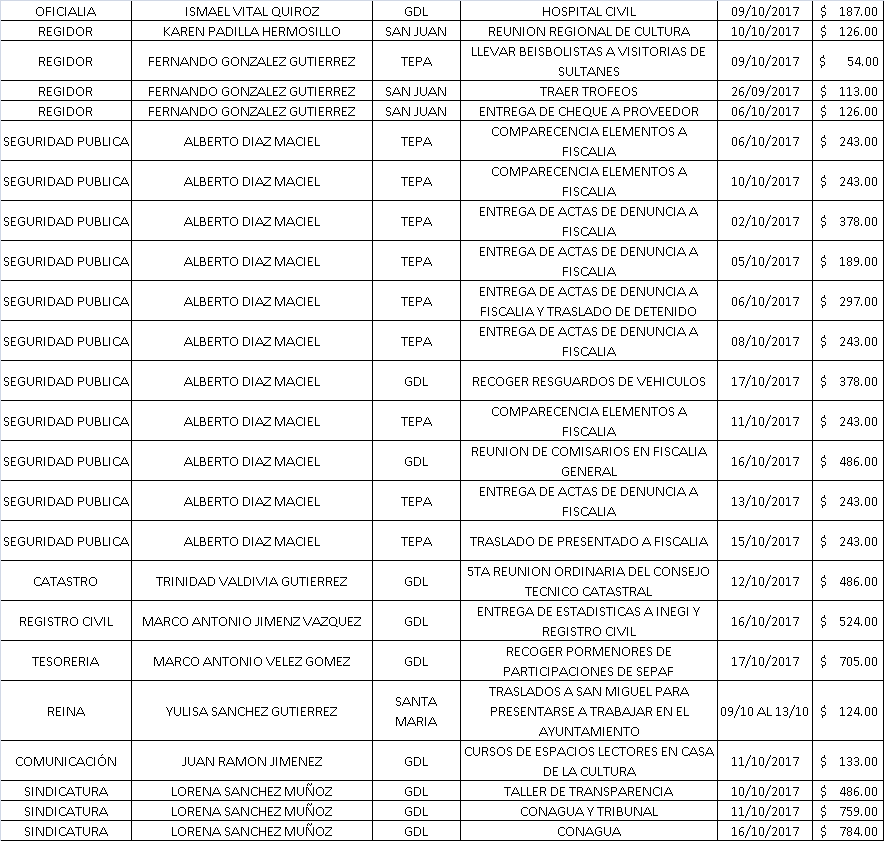 OFICIALIA ISMAEL VITAL QUIROZ GDL HOSPITAL CIVIL 09/10/2017 $ 187.00
REGIDOR KAREN PADILLA HERMOSILLO SAN JUAN REUNION REGIONAL DE CULTURA 10/10/2017 $ 126.00
REGIDOR FERNANDO GONZALEZ GUTIERREZ TEPA LLEVAR BEISBOLISTAS A VISITORIAS DE
SULTANES 09/10/2017 $ 54.00
REGIDOR FERNANDO GONZALEZ GUTIERREZ SAN JUAN TRAER TROFEOS 26/09/2017 $ 113.00
REGIDOR FERNANDO GONZALEZ GUTIERREZ SAN JUAN ENTREGA DE CHEQUE A PROVEEDOR 06/10/2017 $ 126.00
SEGURIDAD PUBLICA ALBERTO DIAZ MACIEL TEPA COMPARECENCIA ELEMENTOS A
FISCALIA 06/10/2017 $ 243.00
SEGURIDAD PUBLICA ALBERTO DIAZ MACIEL TEPA COMPARECENCIA ELEMENTOS A
FISCALIA 10/10/2017 $ 243.00
SEGURIDAD PUBLICA ALBERTO DIAZ MACIEL TEPA ENTREGA DE ACTAS DE DENUNCIA A
FISCALIA 02/10/2017 $ 378.00
SEGURIDAD PUBLICA ALBERTO DIAZ MACIEL TEPA ENTREGA DE ACTAS DE DENUNCIA A
FISCALIA 05/10/2017 $ 189.00
SEGURIDAD PUBLICA ALBERTO DIAZ MACIEL TEPA ENTREGA DE ACTAS DE DENUNCIA A
FISCALIA Y TRASLADO DE DETENIDO 06/10/2017 $ 297.00
SEGURIDAD PUBLICA ALBERTO DIAZ MACIEL TEPA ENTREGA DE ACTAS DE DENUNCIA A
FISCALIA 08/10/2017 $ 243.00
SEGURIDAD PUBLICA ALBERTO DIAZ MACIEL GDL RECOGER RESGUARDOS DE VEHICULOS 17/10/2017 $ 378.00
SEGURIDAD PUBLICA ALBERTO DIAZ MACIEL TEPA COMPARECENCIA ELEMENTOS A
FISCALIA 11/10/2017 $ 243.00
SEGURIDAD PUBLICA ALBERTO DIAZ MACIEL GDL REUNION DE COMISARIOS EN FISCALIA
GENERAL 16/10/2017 $ 486.00
SEGURIDAD PUBLICA ALBERTO DIAZ MACIEL TEPA ENTREGA DE ACTAS DE DENUNCIA A
FISCALIA 13/10/2017 $ 243.00
SEGURIDAD PUBLICA ALBERTO DIAZ MACIEL TEPA TRASLADO DE PRESENTADO A FISCALIA 15/10/2017 $ 243.00
CATASTRO TRINIDAD VALDIVIA GUTIERREZ GDL 5TA REUNION ORDINARIA DEL CONSEJO
TECNICO CATASTRAL 12/10/2017 $ 486.00
REGISTRO CIVIL MARCO ANTONIO JIMENZ VAZQUEZ GDL ENTREGA DE ESTADISTICAS A INEGI Y
REGISTRO CIVIL 16/10/2017 $ 524.00
TESORERIA MARCO ANTONIO VELEZ GOMEZ GDL RECOGER PORMENORES DE
PARTICIPACIONES DE SEPAF 17/10/2017 $ 705.00
REINA YULISA SANCHEZ GUTIERREZ SANTA
MARIA TRASLADOS A SAN MIGUEL PARA
PRESENTARSE A TRABAJAR EN EL
AYUNTAMIENTO 09/10 AL 13/10 $ 124.00
COMUNICACIÓN JUAN RAMON JIMENEZ GDL CURSOS DE ESPACIOS LECTORES EN CASA
DE LA CULTURA 11/10/2017 $ 133.00
SINDICATURA LORENA SANCHEZ MUÑOZ GDL TALLER DE TRANSPARENCIA 10/10/2017 $ 486.00
SINDICATURA LORENA SANCHEZ MUÑOZ GDL CONAGUA Y TRIBUNAL 11/10/2017 $ 759.00
SINDICATURA LORENA SANCHEZ MUÑOZ GDL CONAGUA 16/10/2017 $ 784.00